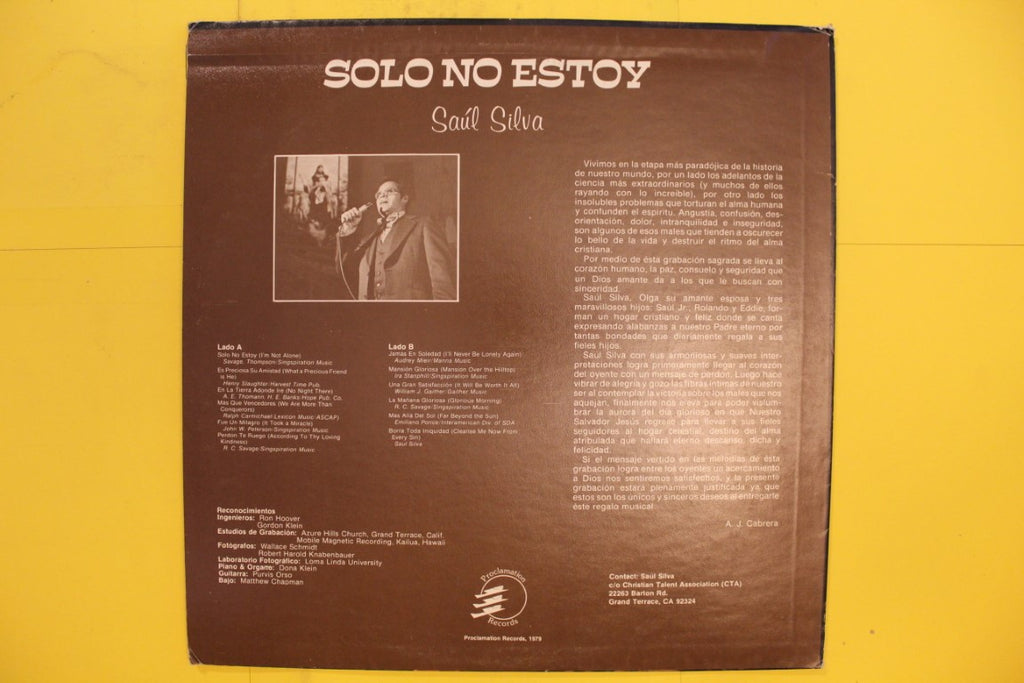 SOLO NO ESTOY
Saúl Silva
Vivimos en la etapa más paradójica de la historia
de nuestro mundo, por un lado los adelantos de la
ciencia más extraordinarios (y muchos de ellos
rayando con lo increíble), por otro lado los
insolubles problemas que torturan el alma humana
y confunden el espíritu. Angustia, confusión, des-
orientación, dolor, intranquilidad e inseguridad,
son algunos de esos males que tienden a oscurecer
lo bello de la vida y destruir el ritmo del alma
cristiana.
Por medio de ésta grabación sagrada se lleva al
corazón humano, la paz, consuelo y seguridad que
un Dios amante da a los que le buscan con
sinceridad.
Saúl Silva, Olga su amante esposa y tres
maravillosos hijos: Saúl Jr., Rolando y Eddie, for-
man un hogar cristiano y feliz donde se canta
expresando alabanzas a nuestro Padre eterno por
tantas bondades que diariamente regala a sus
fieles hijos.
Saúl Silva con sus armoniosas y suaves inter-
pretaciones logra primeramente llegar al corazón
del oyente con un mensaje de perdón. Luego hace
vibrar de alegría y gozo las fibras íntimas de nuestro
ser al contemplar la victoria sobre los males que nos
aquejan, finalmente nos eleva para poder vislum-
brar la aurora del día glorioso en que Nuestro
Salvador Jesús regrese para llevar a sus fieles
seguidores al hogar celestial, destino del alma
atribulada que hallará eterno descanso, dicha y
felicidad.
Si el mensaje vertido en las melodías de ésta
grabación logra entre los oyentes un acercamiento
a Dios nos sentiremos satisfechos, y la presente
grabación estará plenamente justificada ya que
estos son los únicos y sinceros deseos al entregarle
éste regalo musical.
A. J. Cabrera
Lado A
Solo No Estoy (I'm Not Alone)
Savage, Thompson-Singspiration Music
Es Preciosa Su Amistad (What a Precious Friend
is He)
Henry Slaughter-Harvest Time Pub.
En La Tierra Adonde Iré (No Night There)
A. E. Thomann, H. E. Banks-Hope Pub. Co.
Más Que Vencedores (We Are More Than
Conquerors)
Ralph Carmichael-Lexicon Music-ASCAP)
Fue Un Milagro (It Took a Miracle)
John W. Peterson-Singspiration Music
Perdón Te Ruego (According To Thy Loving
Kindness)
R. C. Savage-Singspiration Music
Lado B
Jamás En Soledad (I'll Never Be Lonely Again)
Audrey Mieir-Manna Music
Mansión Gloriosa (Mansion Over the Hilltop)
Ira Stanphill-Singspiration Music
Una Gran Satisfacción (It Will Be Worth It All)
William J. Gaither-Gaither Music
La Mañana Gloriosa (Glorious Morning)
R. C. Savage-Singspiration Music
Mas Allá Del Sol (Far Beyond the Sun)
Emiliano Ponce-Interamerican Div. of SDA
Borra Toda Iniquidad (Cleanse Me Now From
Every Sin)
Saúl Silva
Reconocimientos
Ingenieros: Ron Hoover
Gordon Klein
Estudios de Grabación: Azure Hills Church, Grand Terrace, Calif.
Mobile Magnetic Recording, Kailua, Hawaii
Fotógrafos: Wallace Schmidt
Robert Harold Knabenbauer
Laboratorio Fotográfico: Loma Linda University
Piano & Organo: Dona Klein
Guitarra: Purvis Orso
Bajo: Matthew Chapman
Proclamation
Records
Proclamation Records, 1979
Contact: Saúl Silva
c/o Christian Talent Association (CTA)
22263 Barton Rd.
Grand Terrace, CA 92324